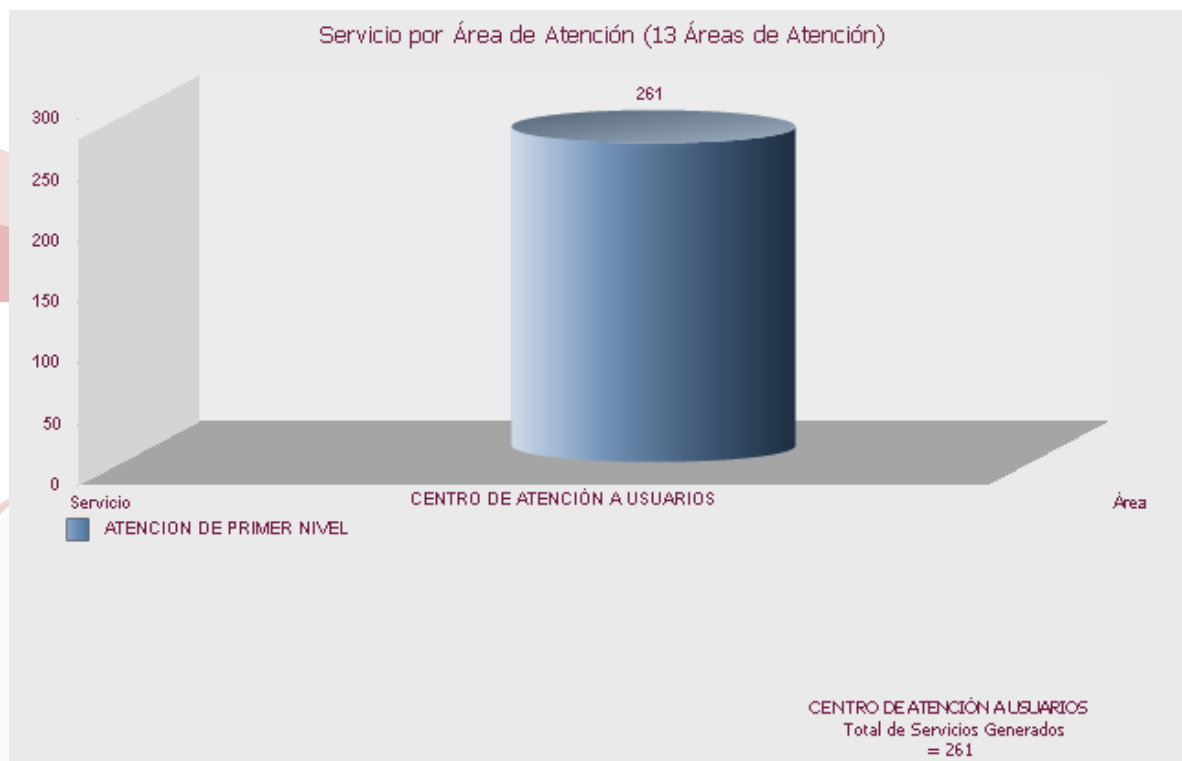 Servicio por Área de Atención (13 Áreas de Atención)
261
300
250
200
150
100
50
0
Servicio
CENTRO DE ATENCIÓN A USUARIOS
Área
ATENCION DE PRIMER NIVEL
CENTRO DE ATENCIÓN A USUARIOS
Total de Servicios Generados
= 261